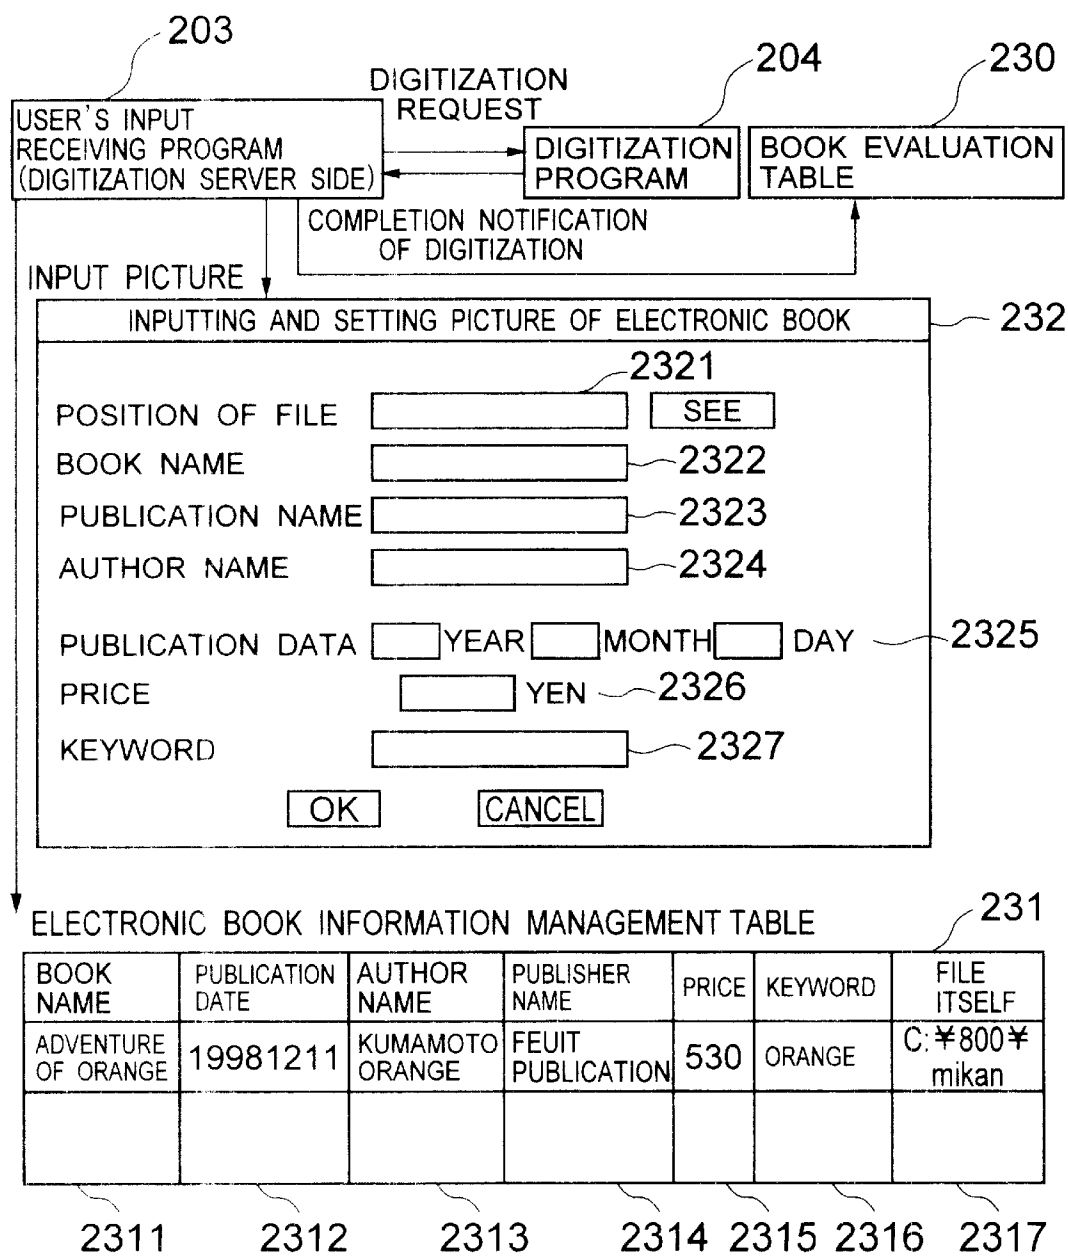 203
204
230
DIGITIZATION
REQUEST
USER'S INPUT
RECEIVING PROGRAM
(DIGITIZATION SERVER SIDE)
DIGITIZATION
PROGRAM
BOOK EVALUATION
TABLE
COMPLETION NOTIFICATION
OF DIGITIZATION
INPUT PICTURE
INPUTTING AND SETTING PICTURE OF ELECTRONIC BOOK
232
2321
POSITION OF FILE SEE
BOOK NAME 2322
PUBLICATION NAME 2323
AUTHOR NAME 2324
PUBLICATION DATA YEAR MONTH DAY 2325
PRICE YEN 2326
KEYWORD 2327
OK CANCEL
231
ELECTRONIC BOOK INFORMATION MANAGEMENT TABLE
BOOK
NAME
PUBLICATION
DATE
AUTHOR
NAME
PUBLISHER
NAME
PRICE
KEYWORD
FILE
ITSELF
ADVENTURE
OF ORANGE
19981211
KUMAMOTO
ORANGE
FEUIT
PUBLICATION
530
ORANGE
C:¥800¥
mikan
2311 2312 2313 2314 2315 2316 2317